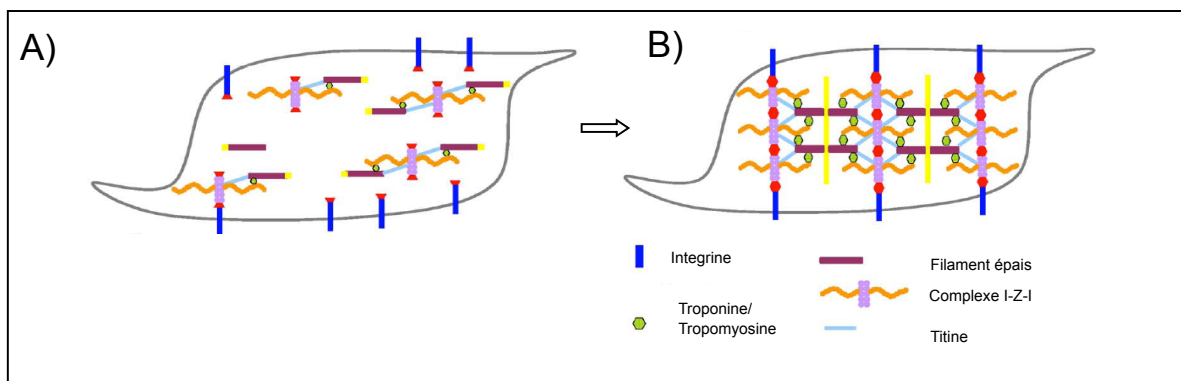 A)
B)
Integrine
Troponine/
Tropomyosine
Filament épais
Complexe I-Z-I
Titine